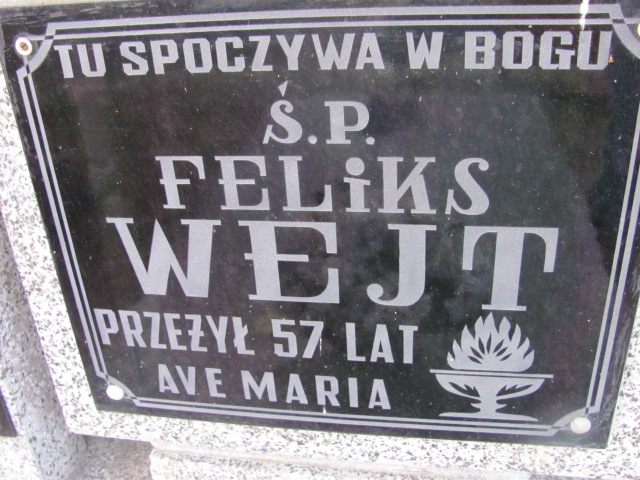 TU SPOCZYWA W BOGU
Ś.P.
FELiKS
WEJT
PRZEŻYŁ 57 LAT
AVE MARIA